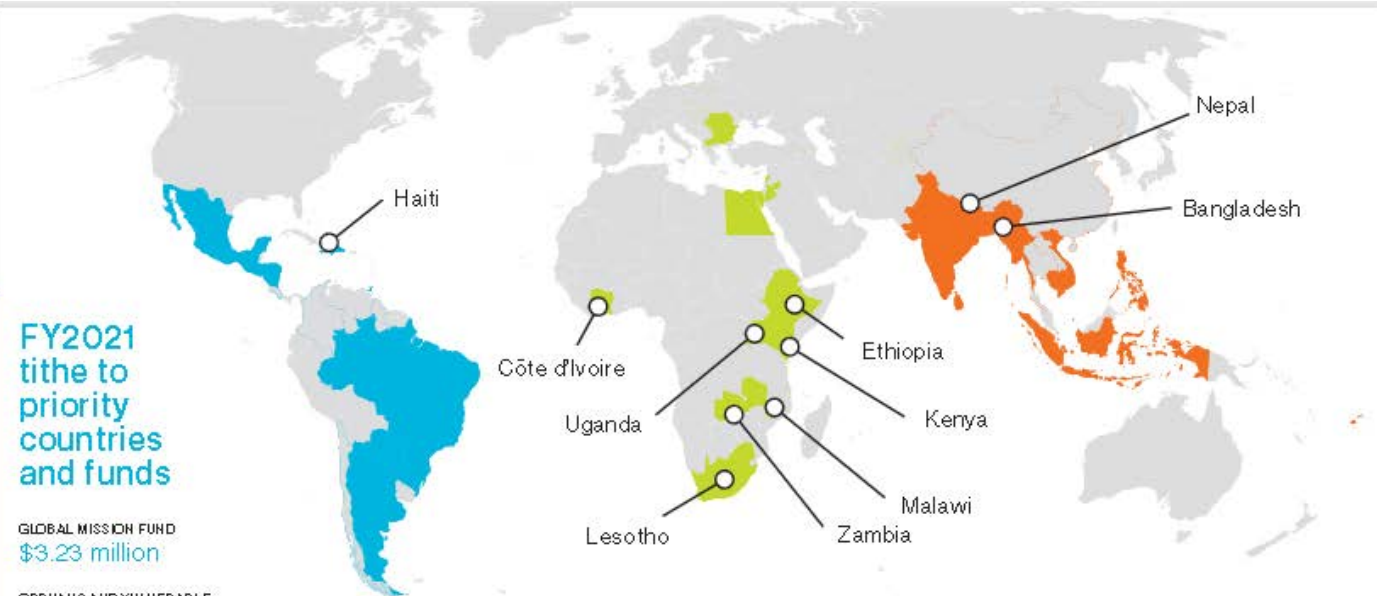 Nepal
Haiti
Bangladesh
FY2021
tithe to
priority
countries
and funds
Côte d'Ivoire
Ethiopia
Uganda
Kenya
Malawi
Lesotho
Zambia
GLOBAL MISSION FUND
$3.23 million